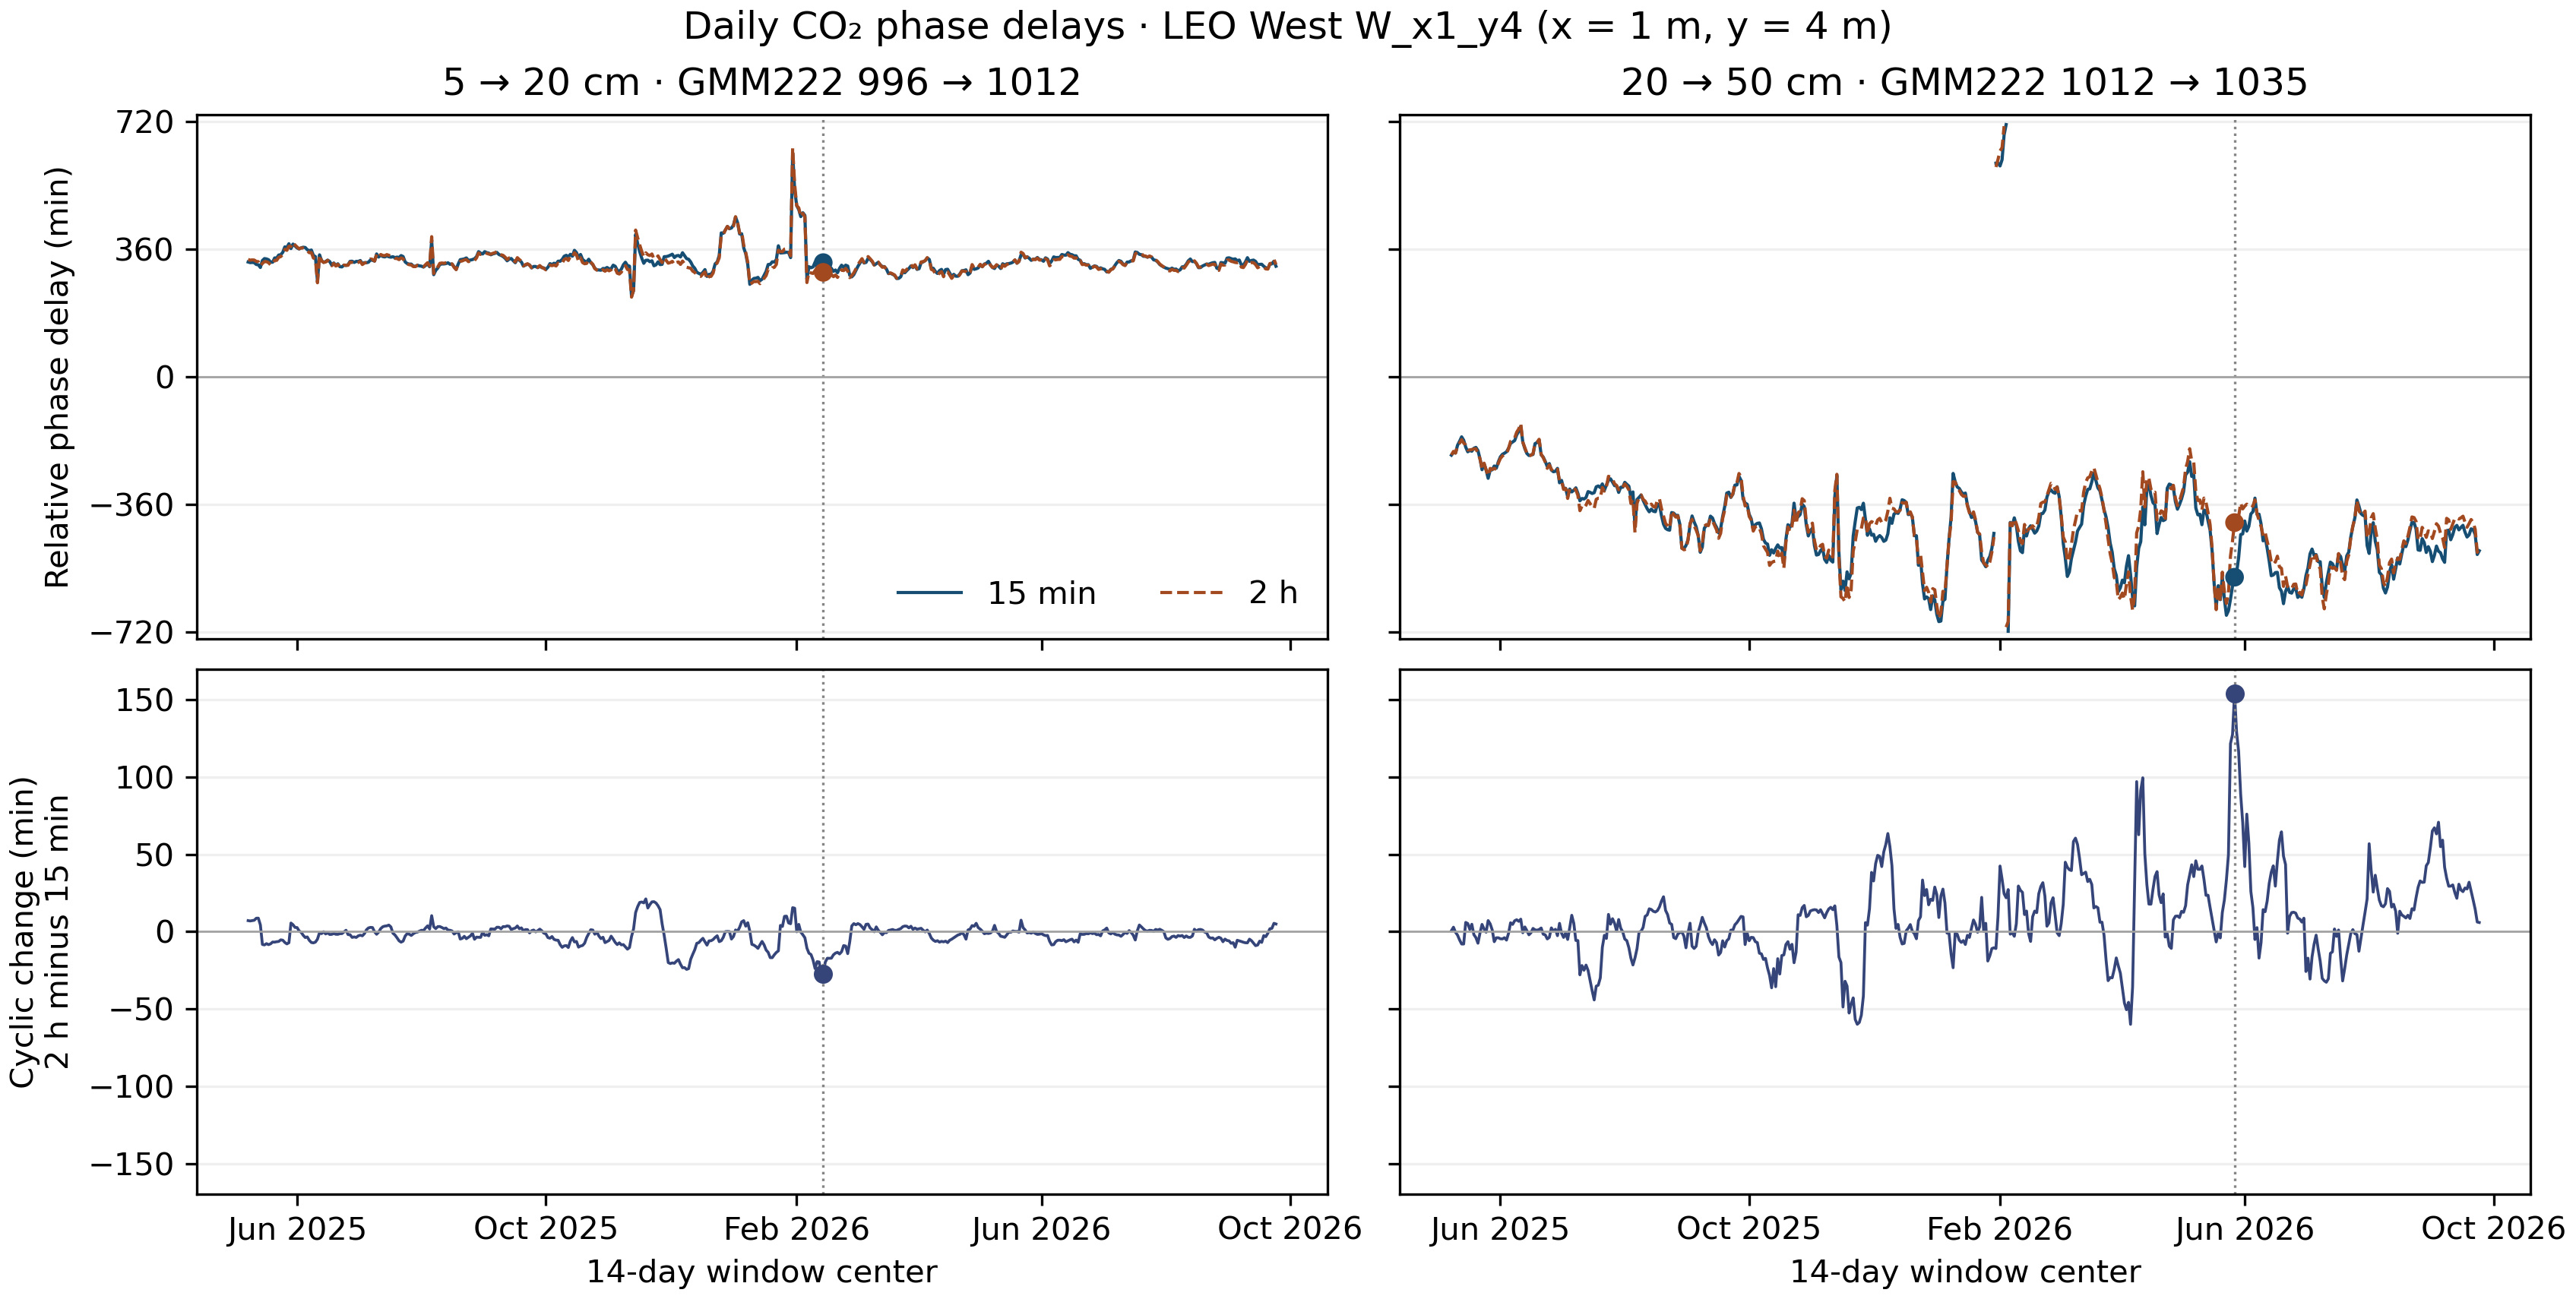 Daily CO₂ phase delays · LEO West W_x1_y4 (x = 1 m, y = 4 m)
5 → 20 cm · GMM222 996 → 1012
20 → 50 cm · GMM222 1012 → 1035
Relative phase delay (min)
720
360
0
−360
−720
15 min
2 h
Cyclic change (min)
2 h minus 15 min
150
100
50
0
−50
−100
−150
Jun 2025
Oct 2025
Feb 2026
Jun 2026
Oct 2026
14-day window center
Jun 2025
Oct 2025
Feb 2026
Jun 2026
Oct 2026
14-day window center